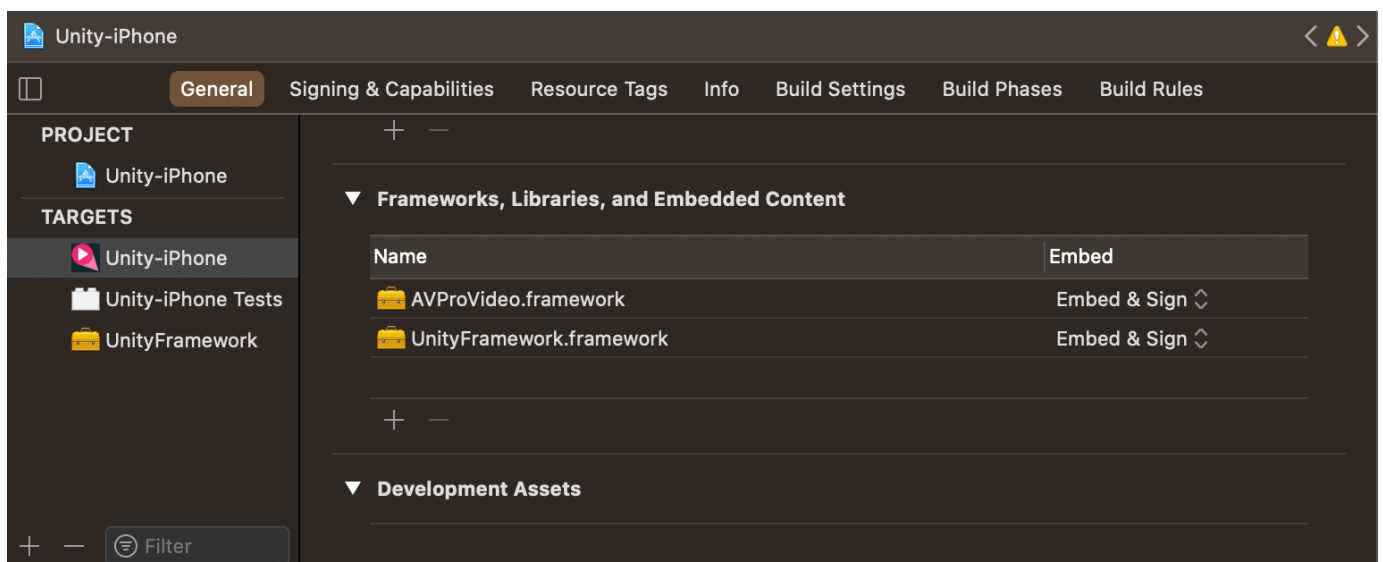 Unity-iPhone
General Signing & Capabilities Resource Tags Info Build Settings Build Phases Build Rules
PROJECT
Unity-iPhone
TARGETS
Unity-iPhone
Unity-iPhone Tests
UnityFramework
Filter
Frameworks, Libraries, and Embedded Content
Name Embed
AVProVideo.framework Embed & Sign
UnityFramework.framework Embed & Sign
Development Assets